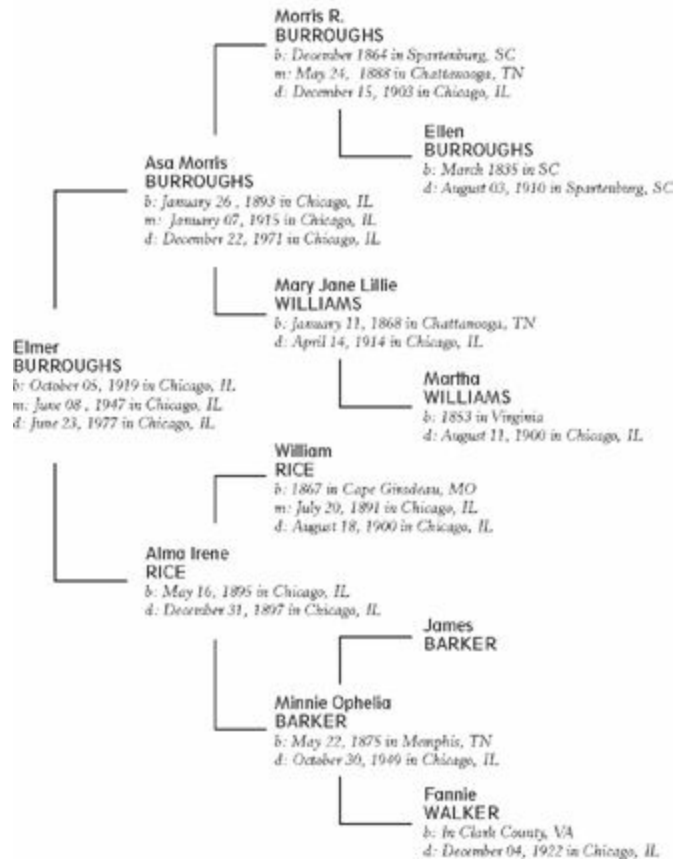 Morris R.
BURROUGHS
b: December 1864 in Spartenburg, SC
m: May 24, 1888 in Chattanooga, TN
d: December 15, 1903 in Chicago, IL
Ellen
BURROUGHS
b: March 1835 in SC
d: August 03, 1910 in Spartenburg, SC
Asa Morris
BURROUGHS
b: January 26 , 1893 in Chicago, IL
m: January 07, 1915 in Chicago, IL
d: December 22, 1971 in Chicago, IL
Mary Jane Lillie
WILLIAMS
b: January 11, 1868 in Chattanooga, TN
d: April 14, 1914 in Chicago, IL
Elmer
BURROUGHS
b: October 05, 1919 in Chicago, IL
m: June 08 , 1947 in Chicago, IL
d: June 23, 1977 in Chicago, IL
Martha
WILLIAMS
b: 1853 in Virginia
d: August 11, 1900 in Chicago, IL
William
RICE
b: 1867 in Cape Giradeau, MO
m: July 20, 1891 in Chicago, IL
d: August 18, 1900 in Chicago, IL
Alma Irene
RICE
b: May 16, 1895 in Chicago, IL
d: December 31, 1897 in Chicago, IL
James
BARKER
Minnie Ophelia
BARKER
b: May 22, 1875 in Memphis, TN
d: October 30, 1949 in Chicago, IL
Fannie
WALKER
b: In Clark County, VA
d: December 04, 1922 in Chicago, IL